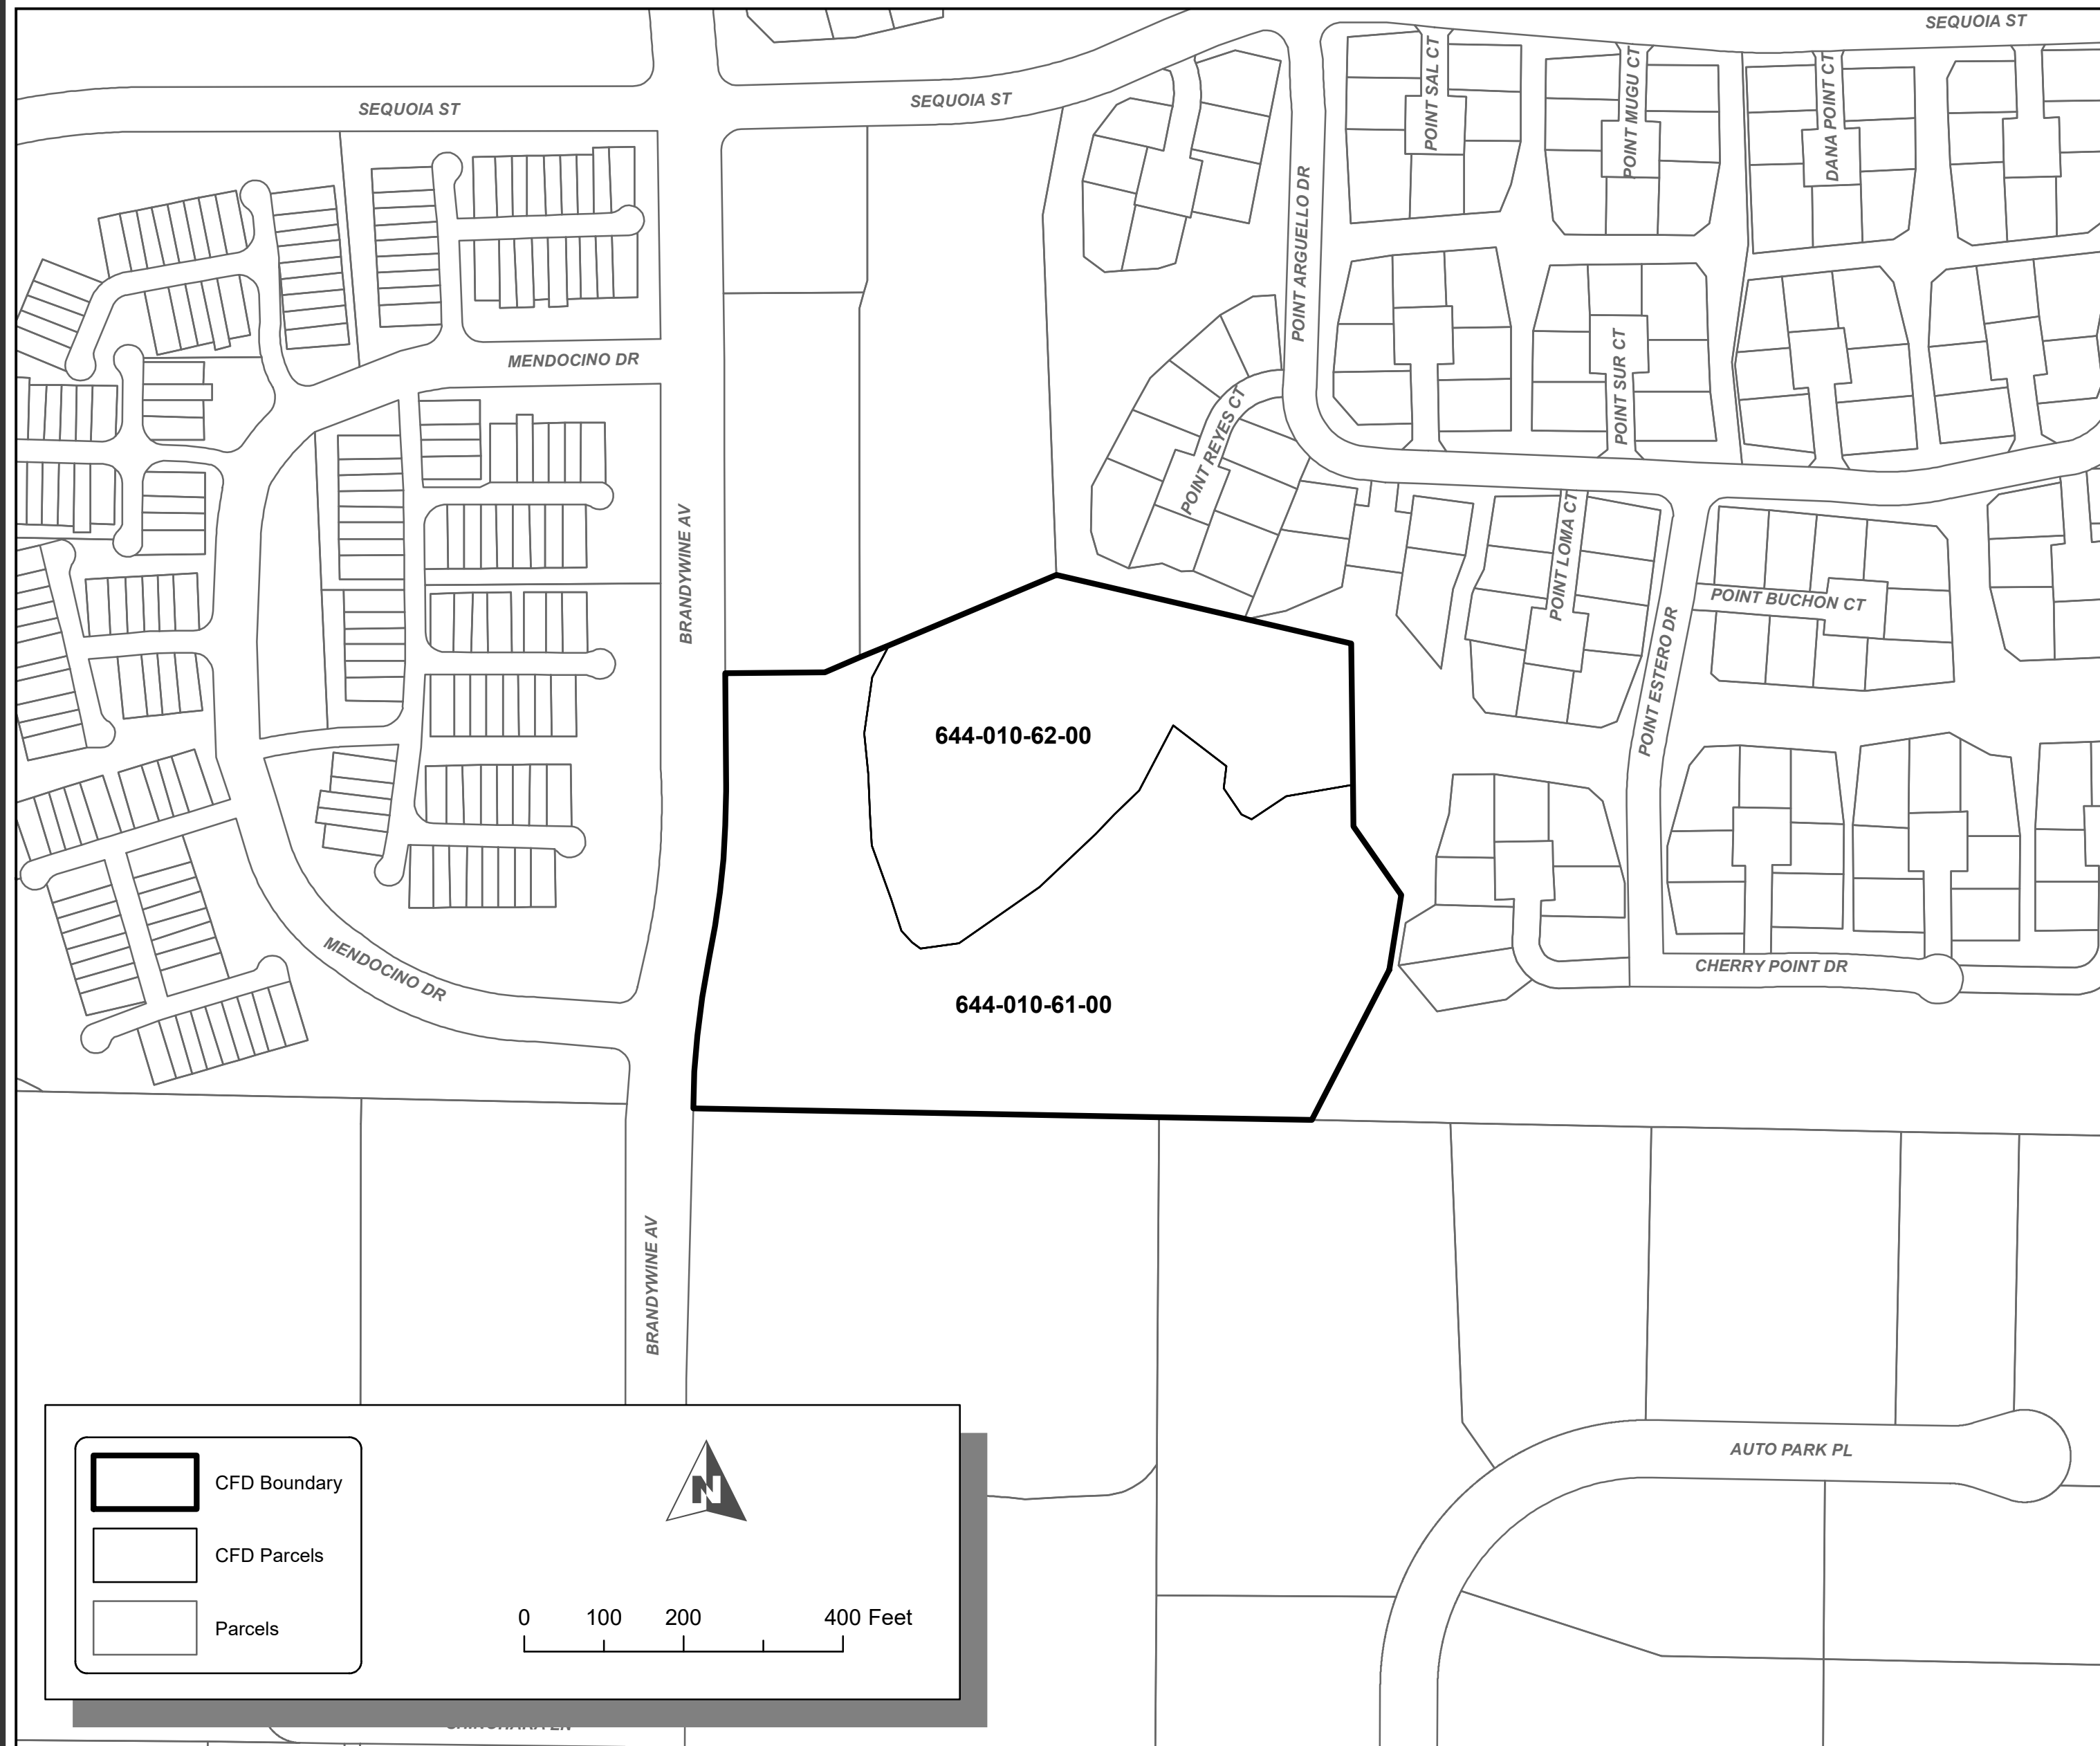 SEQUOIA ST
SEQUOIA ST
SEQUOIA ST
POINT SAL CT
POINT MUGU CT
DANA POINT CT
POINT ARGUELLO DR
MENDOCINO DR
POINT SUR CT
POINT REYES CT
BRANDYWINE AV
POINT LOMA CT
POINT BUCHON CT
POINT ESTERO DR
644-010-62-00
MENDOCINO DR
CHERRY POINT DR
644-010-61-00
BRANDYWINE AV
AUTO PARK PL
CFD Boundary
CFD Parcels
Parcels
N
0 100 200 400 Feet